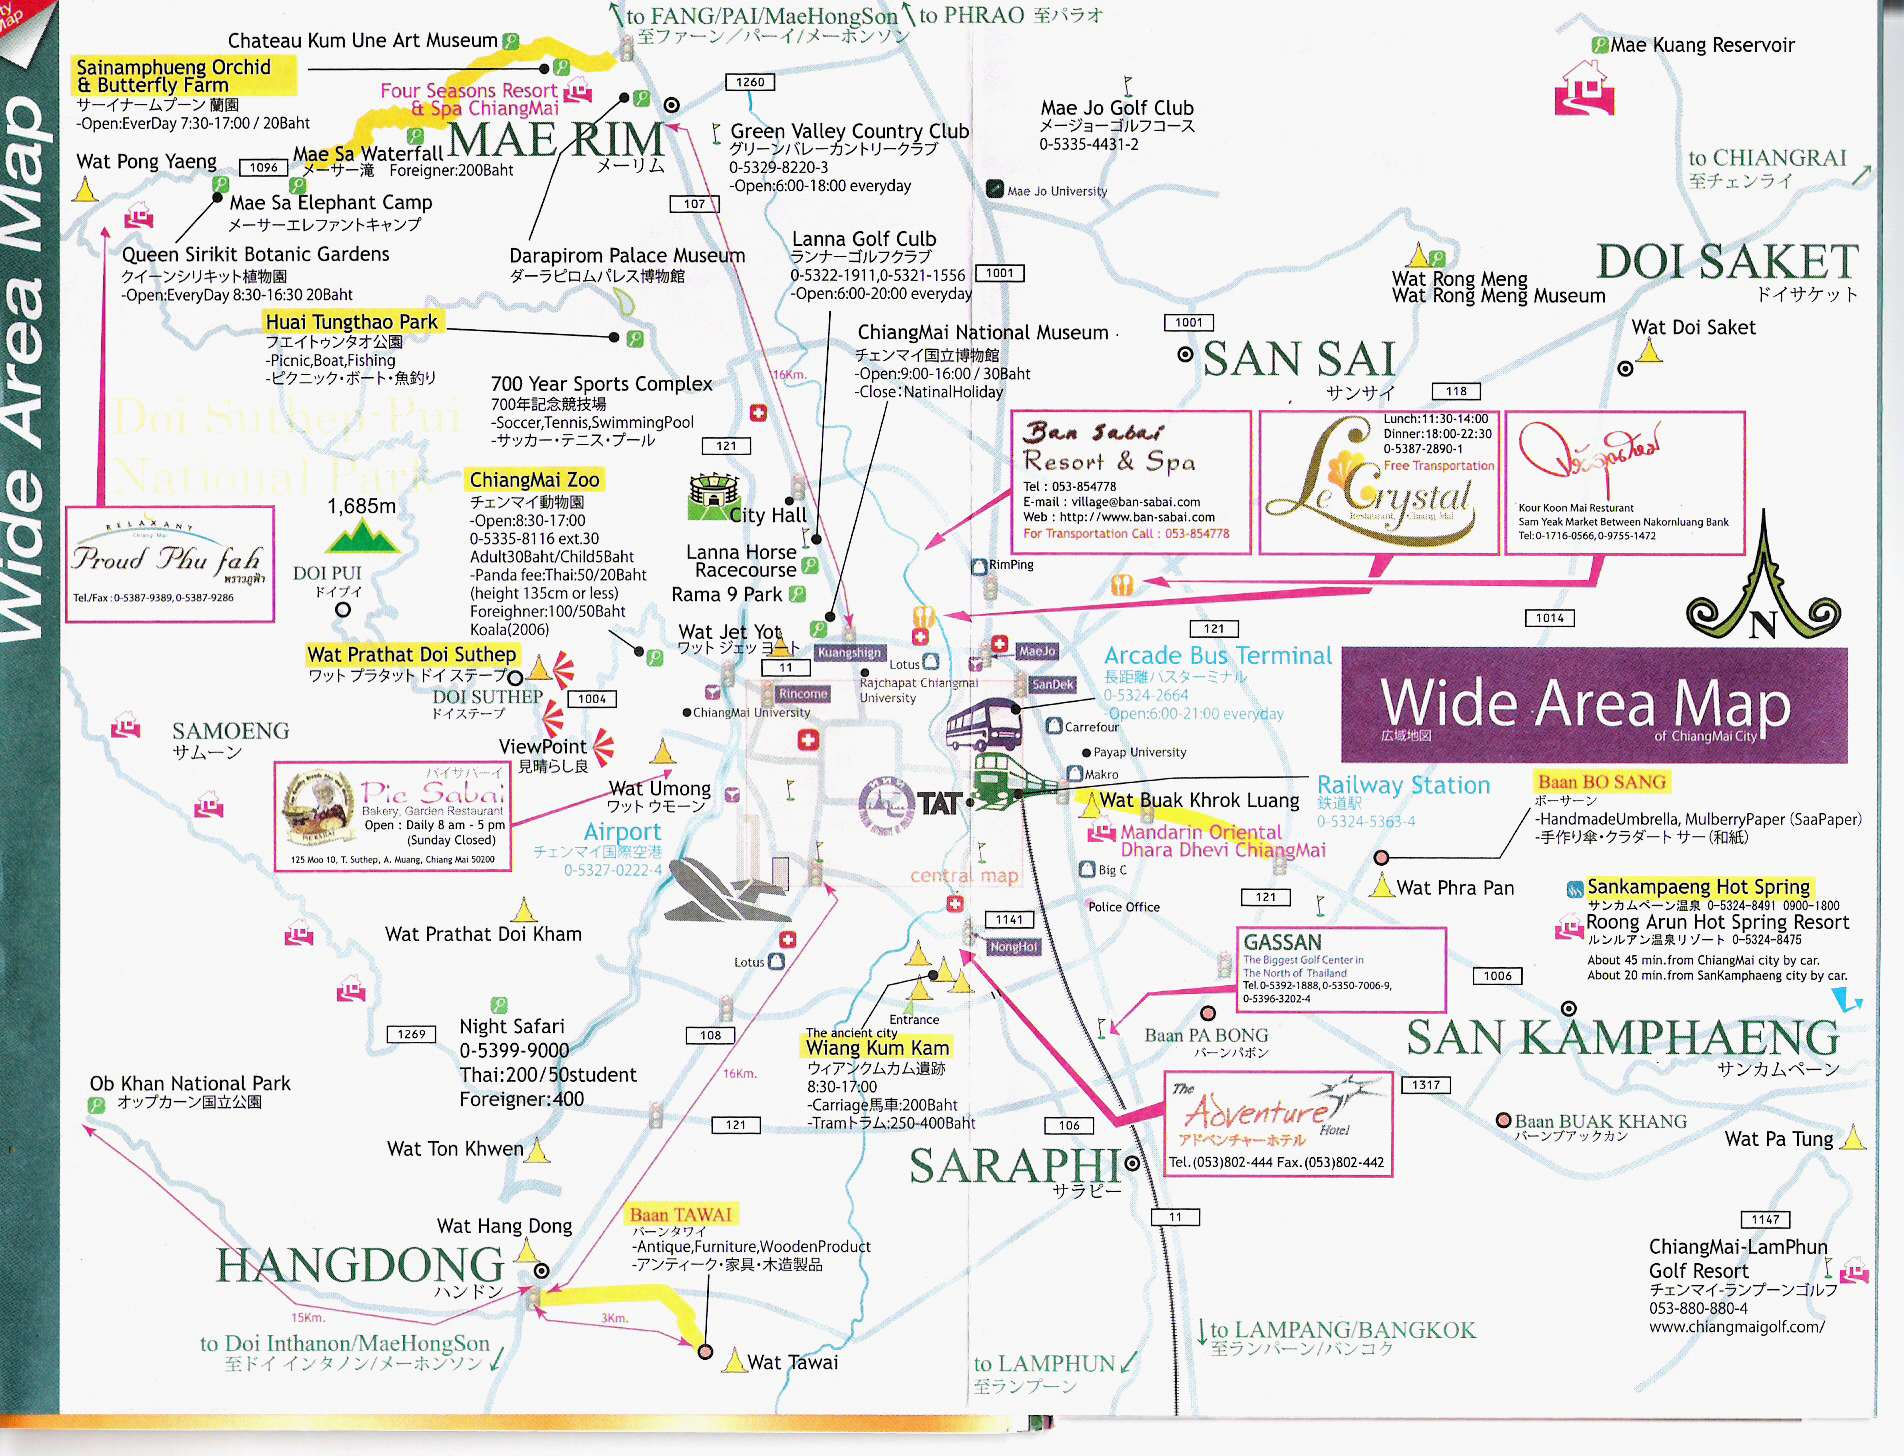 Wide Area Map
to FANG/PAI/MaeHongSon
至ファーン／パーイ/メーホンソン
to PHRAO 至パラオ
Chateau Kum Une Art Museum
Sainamphueng Orchid
& Butterfly Farm
サーイナームプーン 蘭園
-Open:EverDay 7:30-17:00 / 20Baht
Four Seasons Resort
& Spa ChiangMai
MAE RIM
メーリム
1260
Mae Kuang Reservoir
Mae Jo Golf Club
メージョーゴルフコース
0-5335-4431-2
Green Valley Country Club
グリーンバレーカントリークラブ
0-5329-8220-3
-Open:6:00-18:00 everyday
to CHIANGRAI
至チェンライ
Wat Pong Yaeng
1096
Mae Sa Waterfall
メーサー滝 Foreigner:200Baht
Mae Sa Elephant Camp
メーサーエレファントキャンプ
107
Mae Jo University
Queen Sirikit Botanic Gardens
クイーンシリキット植物園
-Open:EveryDay 8:30-16:30 20Baht
Darapirom Palace Museum
ダーラピロムパレス博物館
Lanna Golf Culb
ランナーゴルフクラブ
0-5322-1911,0-5321-1556
-Open:6:00-20:00 everyday
1001
Wat Rong Meng
Wat Rong Meng Museum
DOI SAKET
ドイサケット
Huai Tungthao Park
フエイトゥンタオ公園
-Picnic,Boat,Fishing
-ピクニック・ボート・魚釣り
ChiangMai National Museum
チェンマイ国立博物館
-Open:9:00-16:00 / 30Baht
-Close:NatinalHoliday
1001
SAN SAI
サンサイ
Wat Doi Saket
118
16Km.
700 Year Sports Complex
700年記念競技場
-Soccer,Tennis,SwimmingPool
-サッカー・テニス・プール
Doi Suthep-Pui
National Park
121
Ban Sabai
Resort & Spa
Tel : 053-854778
E-mail : village@ban-sabai.com
Web : http://www.ban-sabai.com
For Transportation Call : 053-854778
Lunch:11:30-14:00
Dinner:18:00-22:30
0-5387-2890-1
Free Transportation
Le Crystal
Restaurant, Chiang Mai
Kour Koon Mai Resturant
Sam Yeak Market Between Nakornluang Bank
Tel:0-1716-0566,0-9755-1472
ChiangMai Zoo
チェンマイ動物園
-Open:8:30-17:00
0-5335-8116 ext.30
Adult30Baht/Child5Baht
-Panda fee:Thai:50/20Baht
(height 135cm or less)
Foreighner:100/50Baht
Koala(2006)
1,685m
DOI PUI
ドイプイ
City Hall
Lanna Horse
Racecourse
Rama 9 Park
RELAXANT
Chiang Mai
Proud Phu fah
พราวภูฟ้า
Tel./Fax : 0-5387-9389,0-5387-9286
RimPing
1014
N
Wat Jet Yot
ワット ジェッ ヨート
Kuangshign
11
Lotus
MaeJo
121
Wat Prathat Doi Suthep
ワット プラタット ドイ ステープ
DOI SUTHEP
ドイステープ
1004
Rincome
Rajchapat Chiangmai
University
SanDek
Arcade Bus Terminal
長距離バスターミナル
0-5324-2664
-Open:6:00-21:00 everyday
Wide Area Map
広域地図
of ChiangMai City
ChiangMai University
Carrefour
SAMOENG
サムーン
ViewPoint
見晴らし良
Payap University
Makro
バイサバーイ
Pic Sabai
Bakery, Garden Restaurant
Open : Daily 8 am - 5 pm
(Sunday Closed)
125 Moo 10, T. Suthep, A. Muang, Chiang Mai 50200
Wat Umong
ワット ウモーン
Airport
チェンマイ国際空港
0-5327-0222-4
TAT
Wat Buak Khrok Luang
Mandarin Oriental
Dhara Dhevi ChiangMai
Railway Station
鉄道駅
0-5324-5363-4
Baan BO SANG
ボーサーン
-HandmadeUmbrella, MulberryPaper (SaaPaper)
-手作り傘・クラダート サー（和紙）
central map
Big C
Police Office
Wat Phra Pan
121
Sankampaeng Hot Spring
サンカムペーン温泉 0-5324-8491 0900-1800
Roong Arun Hot Spring Resort
ルンルアン温泉リゾート 0-5324-8475
About 45 min.from ChiangMai city by car.
About 20 min.from SanKamphaeng city by car.
Wat Prathat Doi Kham
1141
NongHoi
Lotus
GASSAN
The Biggest Golf Center in
The North of Thailand
Tel.0-5392-1888,0-5350-7006-9,
0-5396-3202-4
1006
Entrance
1269
Night Safari
0-5399-9000
Thai:200/50student
Foreigner:400
108
The ancient city
Wiang Kum Kam
ウィアンクムカム遺跡
8:30-17:00
-Carriage馬車:200Baht
-Tramトラム:250-400Baht
Baan PA BONG
バーンパボン
SAN KAMPHAENG
サンカムペーン
16Km.
Ob Khan National Park
オップカーン国立公園
The
Adventure
Hotel
アドベンチャーホテル
Tel.(053)802-444 Fax.(053)802-442
1317
121
106
Baan BUAK KHANG
バーンブアックカン
Wat Pa Tung
Wat Ton Khwen
SARAPHI
サラピー
11
1147
Wat Hang Dong
HANGDONG
ハンドン
Baan TAWAI
バーンタワイ
-Antique,Furniture,WoodenProduct
-アンティーク・家具・木造製品
ChiangMai-LamPhun
Golf Resort
チェンマイ-ランプーンゴルフ
053-880-880-4
www.chiangmaigolf.com/
15Km.
3Km.
to Doi Inthanon/MaeHongSon
至ドイ インタノン/メーホンソン
Wat Tawai
to LAMPHUN
至ランプーン
to LAMPANG/BANGKOK
至ランパーン/バンコク